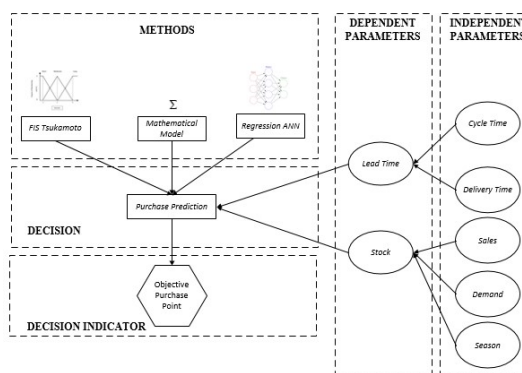 METHODS
DEPENDENT
PARAMETERS
INDEPENDENT
PARAMETERS
Σ
FIS Tsukamoto
Mathematical
Model
Regression ANN
Cycle Time
Lead Time
Delivery Time
Purchase Prediction
DECISION
Sales
Stock
Objective
Purchase
Point
Demand
DECISION INDICATOR
Season